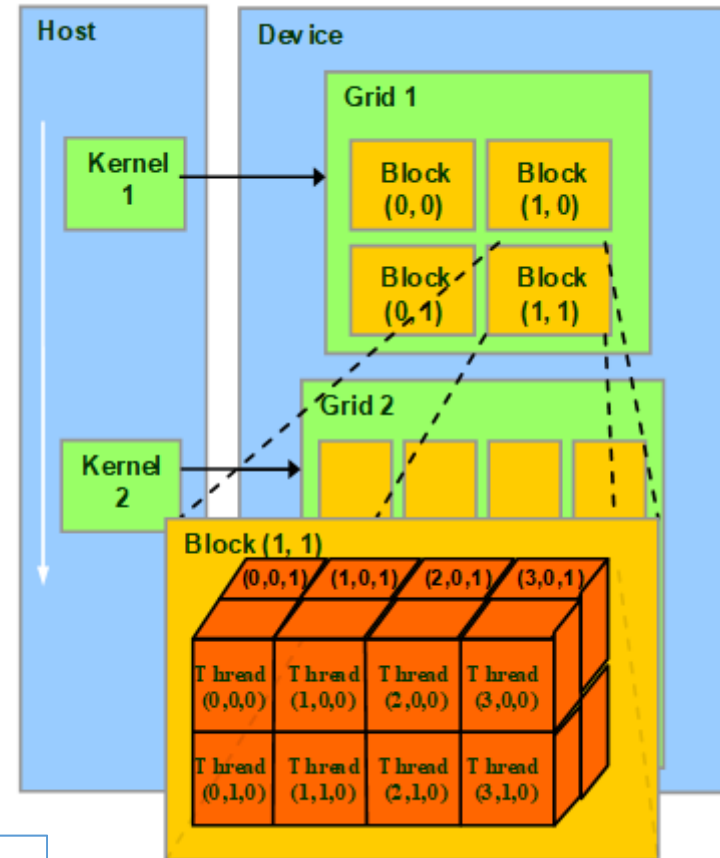 Host
Device
Grid 1
Kernel
1
Block
(0, 0)
Block
(1, 0)
Block
(0, 1)
Block
(1, 1)
Grid 2
Kernel
2
Block (1, 1)
(0,0,1) (1,0,1) (2,0,1) (3,0,1)
Thread
(0,0,0)
Thread
(1,0,0)
Thread
(2,0,0)
Thread
(3,0,0)
Thread
(0,1,0)
Thread
(1,1,0)
Thread
(2,1,0)
Thread
(3,1,0)